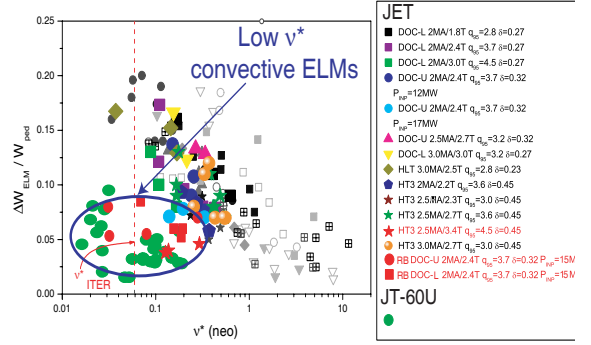 Low ν*
convective ELMs
ΔW_ELM / W_ped
0.25
0.20
0.15
0.10
0.05
0.00
0.01
0.1
1
10
ν* (neo)
ν*
ITER
JET
DOC-L 2MA/1.8T q95=2.8 δ=0.27
DOC-L 2MA/2.4T q95=3.7 δ=0.27
DOC-L 2MA/3.0T q95=4.5 δ=0.27
DOC-U 2MA/2.4T q95=3.7 δ=0.32
P_INP=12MW
DOC-U 2MA/2.4T q95=3.7 δ=0.32
P_INP=17MW
DOC-U 2.5MA/2.7T q95=3.2 δ=0.32
DOC-L 3.0MA/3.0T q95=3.2 δ=0.27
HLT 3.0MA/2.5T q95=2.8 δ=0.23
HT3 2MA/2.2T q95=3.6 δ=0.45
HT3 2.5MA/2.3T q95=3.0 δ=0.45
HT3 2.5MA/2.7T q95=3.6 δ=0.45
HT3 2.5MA/3.4T q95=4.5 δ=0.45
HT3 3.0MA/2.7T q95=3.0 δ=0.45
RB DOC-U 2MA/2.4T q95=3.7 δ=0.32 P_INP=15M
RB DOC-L 2MA/2.4T q95=3.7 δ=0.32 P_INP=15M
JT-60U